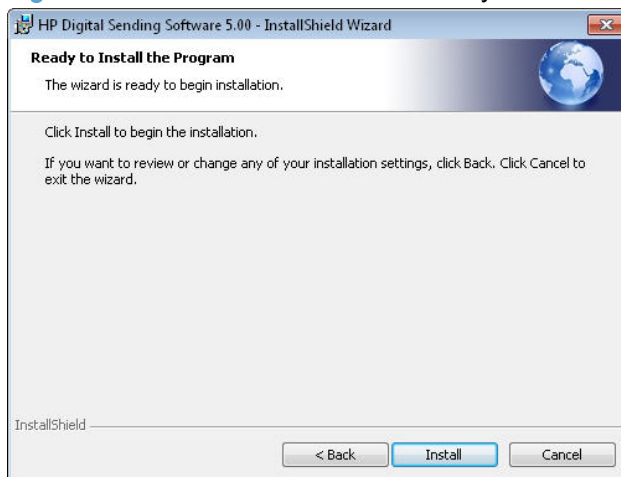 HP Digital Sending Software 5.00 - InstallShield Wizard
Ready to Install the Program
The wizard is ready to begin installation.
Click Install to begin the installation.
If you want to review or change any of your installation settings, click Back. Click Cancel to
exit the wizard.
InstallShield
< Back Install Cancel